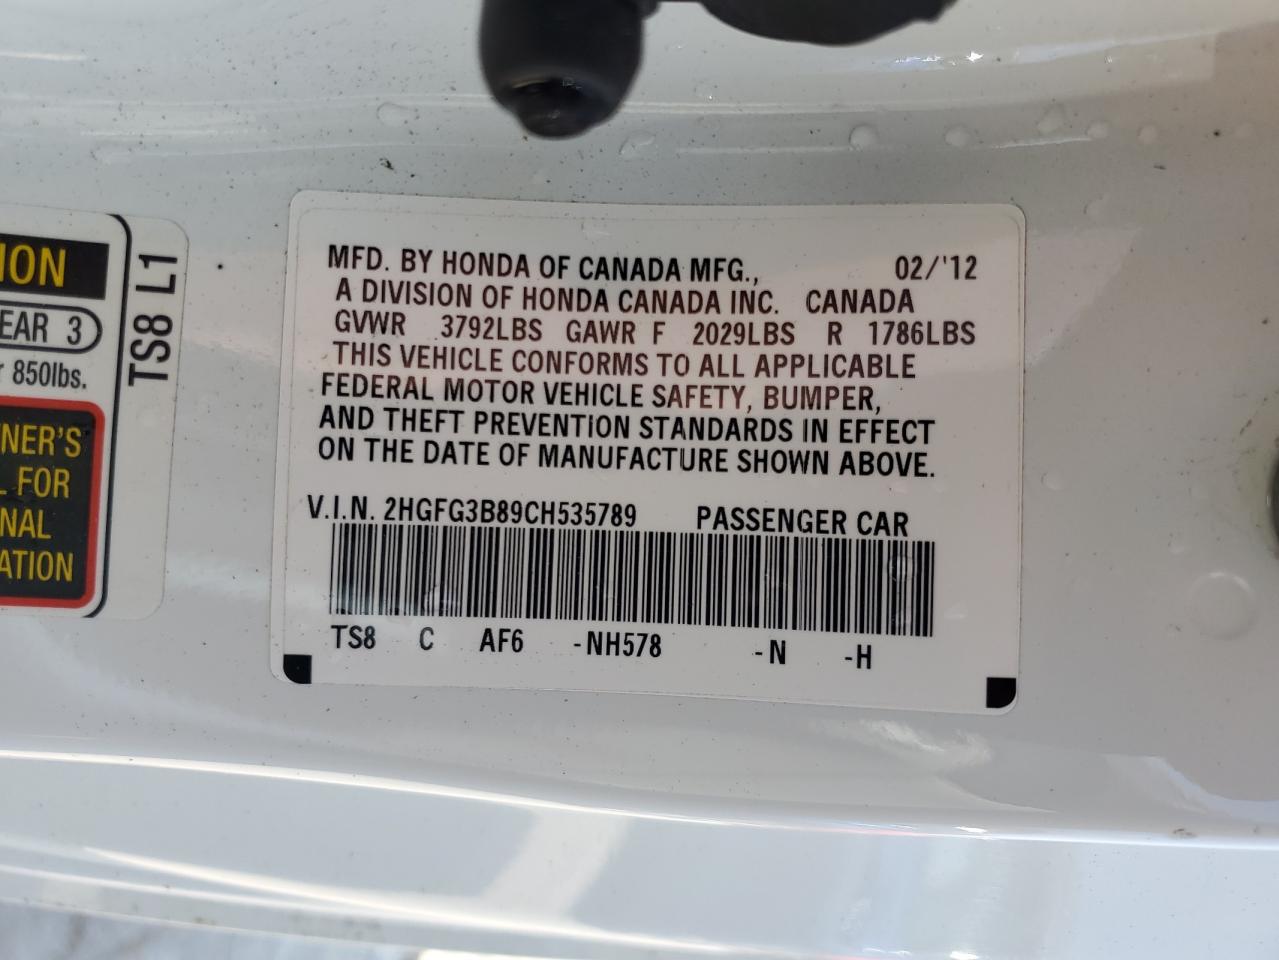 MFD. BY HONDA OF CANADA MFG., 02/'12
A DIVISION OF HONDA CANADA INC. CANADA
GVWR 3792LBS GAWR F 2029LBS R 1786LBS
THIS VEHICLE CONFORMS TO ALL APPLICABLE
FEDERAL MOTOR VEHICLE SAFETY, BUMPER,
AND THEFT PREVENTION STANDARDS IN EFFECT
ON THE DATE OF MANUFACTURE SHOWN ABOVE.
V.I.N. 2HGFG3B89CH535789 PASSENGER CAR
TS8 C AF6 -NH578 -N -H
TS8 L1
ION
EAR 3
850lbs.
NER'S
FOR
NAL
ATION